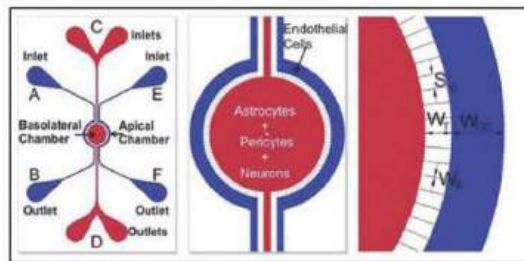 C
Inlets
Inlet
Inlet
A
E
Basolateral
Chamber
Apical
Chamber
B
F
Outlet
Outlet
D
Outlets
Endothelial
Cells
Astrocytes
+
Pericytes
+
Neurons